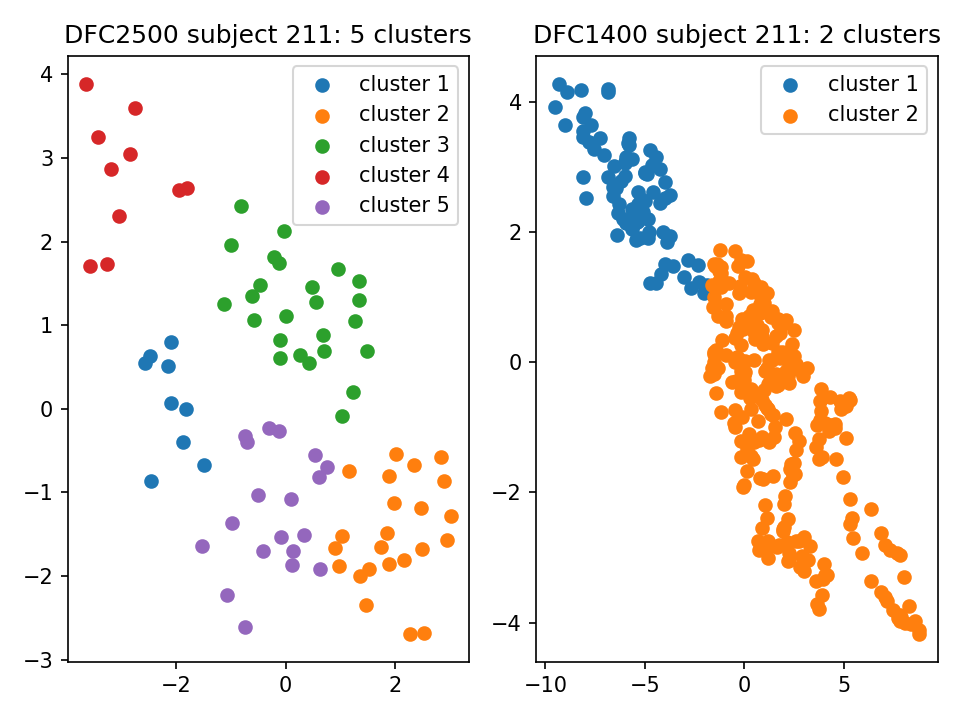 DFC2500 subject 211: 5 clusters
cluster 1
cluster 2
cluster 3
cluster 4
cluster 5
4
3
2
1
0
−1
−2
−3
−2
0
2
DFC1400 subject 211: 2 clusters
cluster 1
cluster 2
4
2
0
−2
−4
−10
−5
0
5